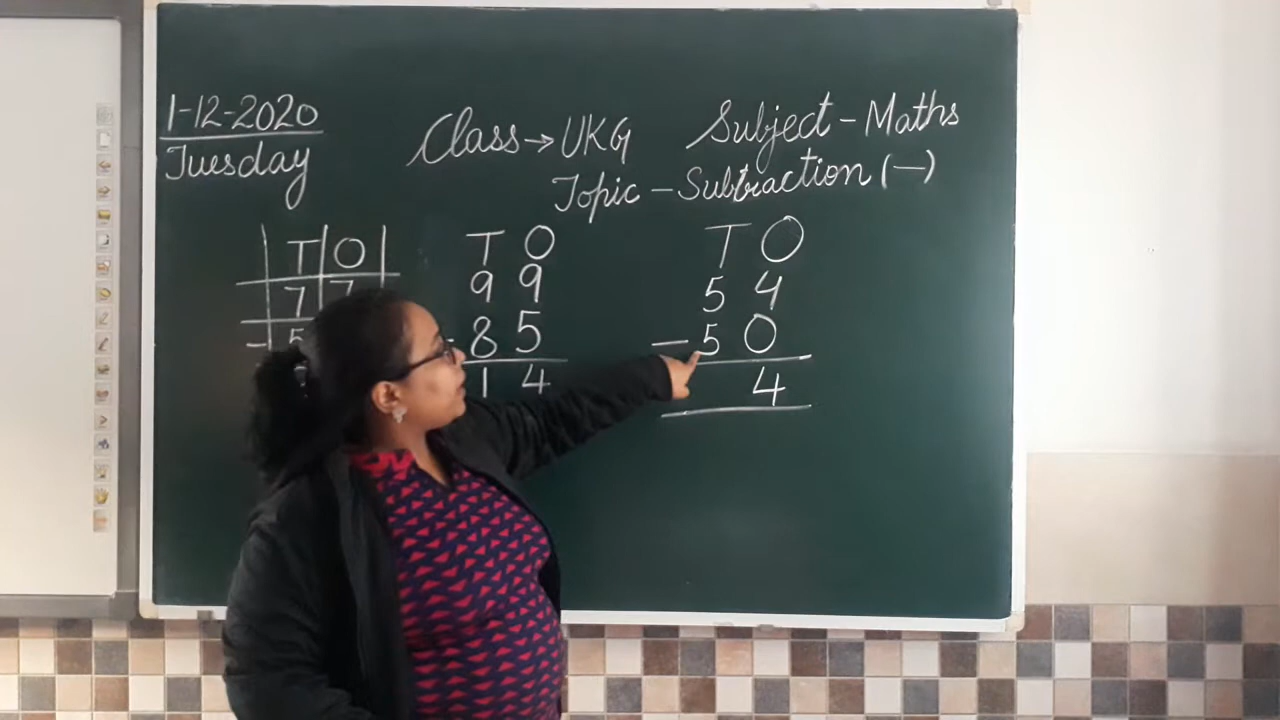 1-12-2020
Tuesday
Class → UKG
Subject - Maths
Topic - Subtraction (-)
T O
7 7
- 5
T O
9 9
- 8 5
1 4
T O
5 4
- 5 0
4